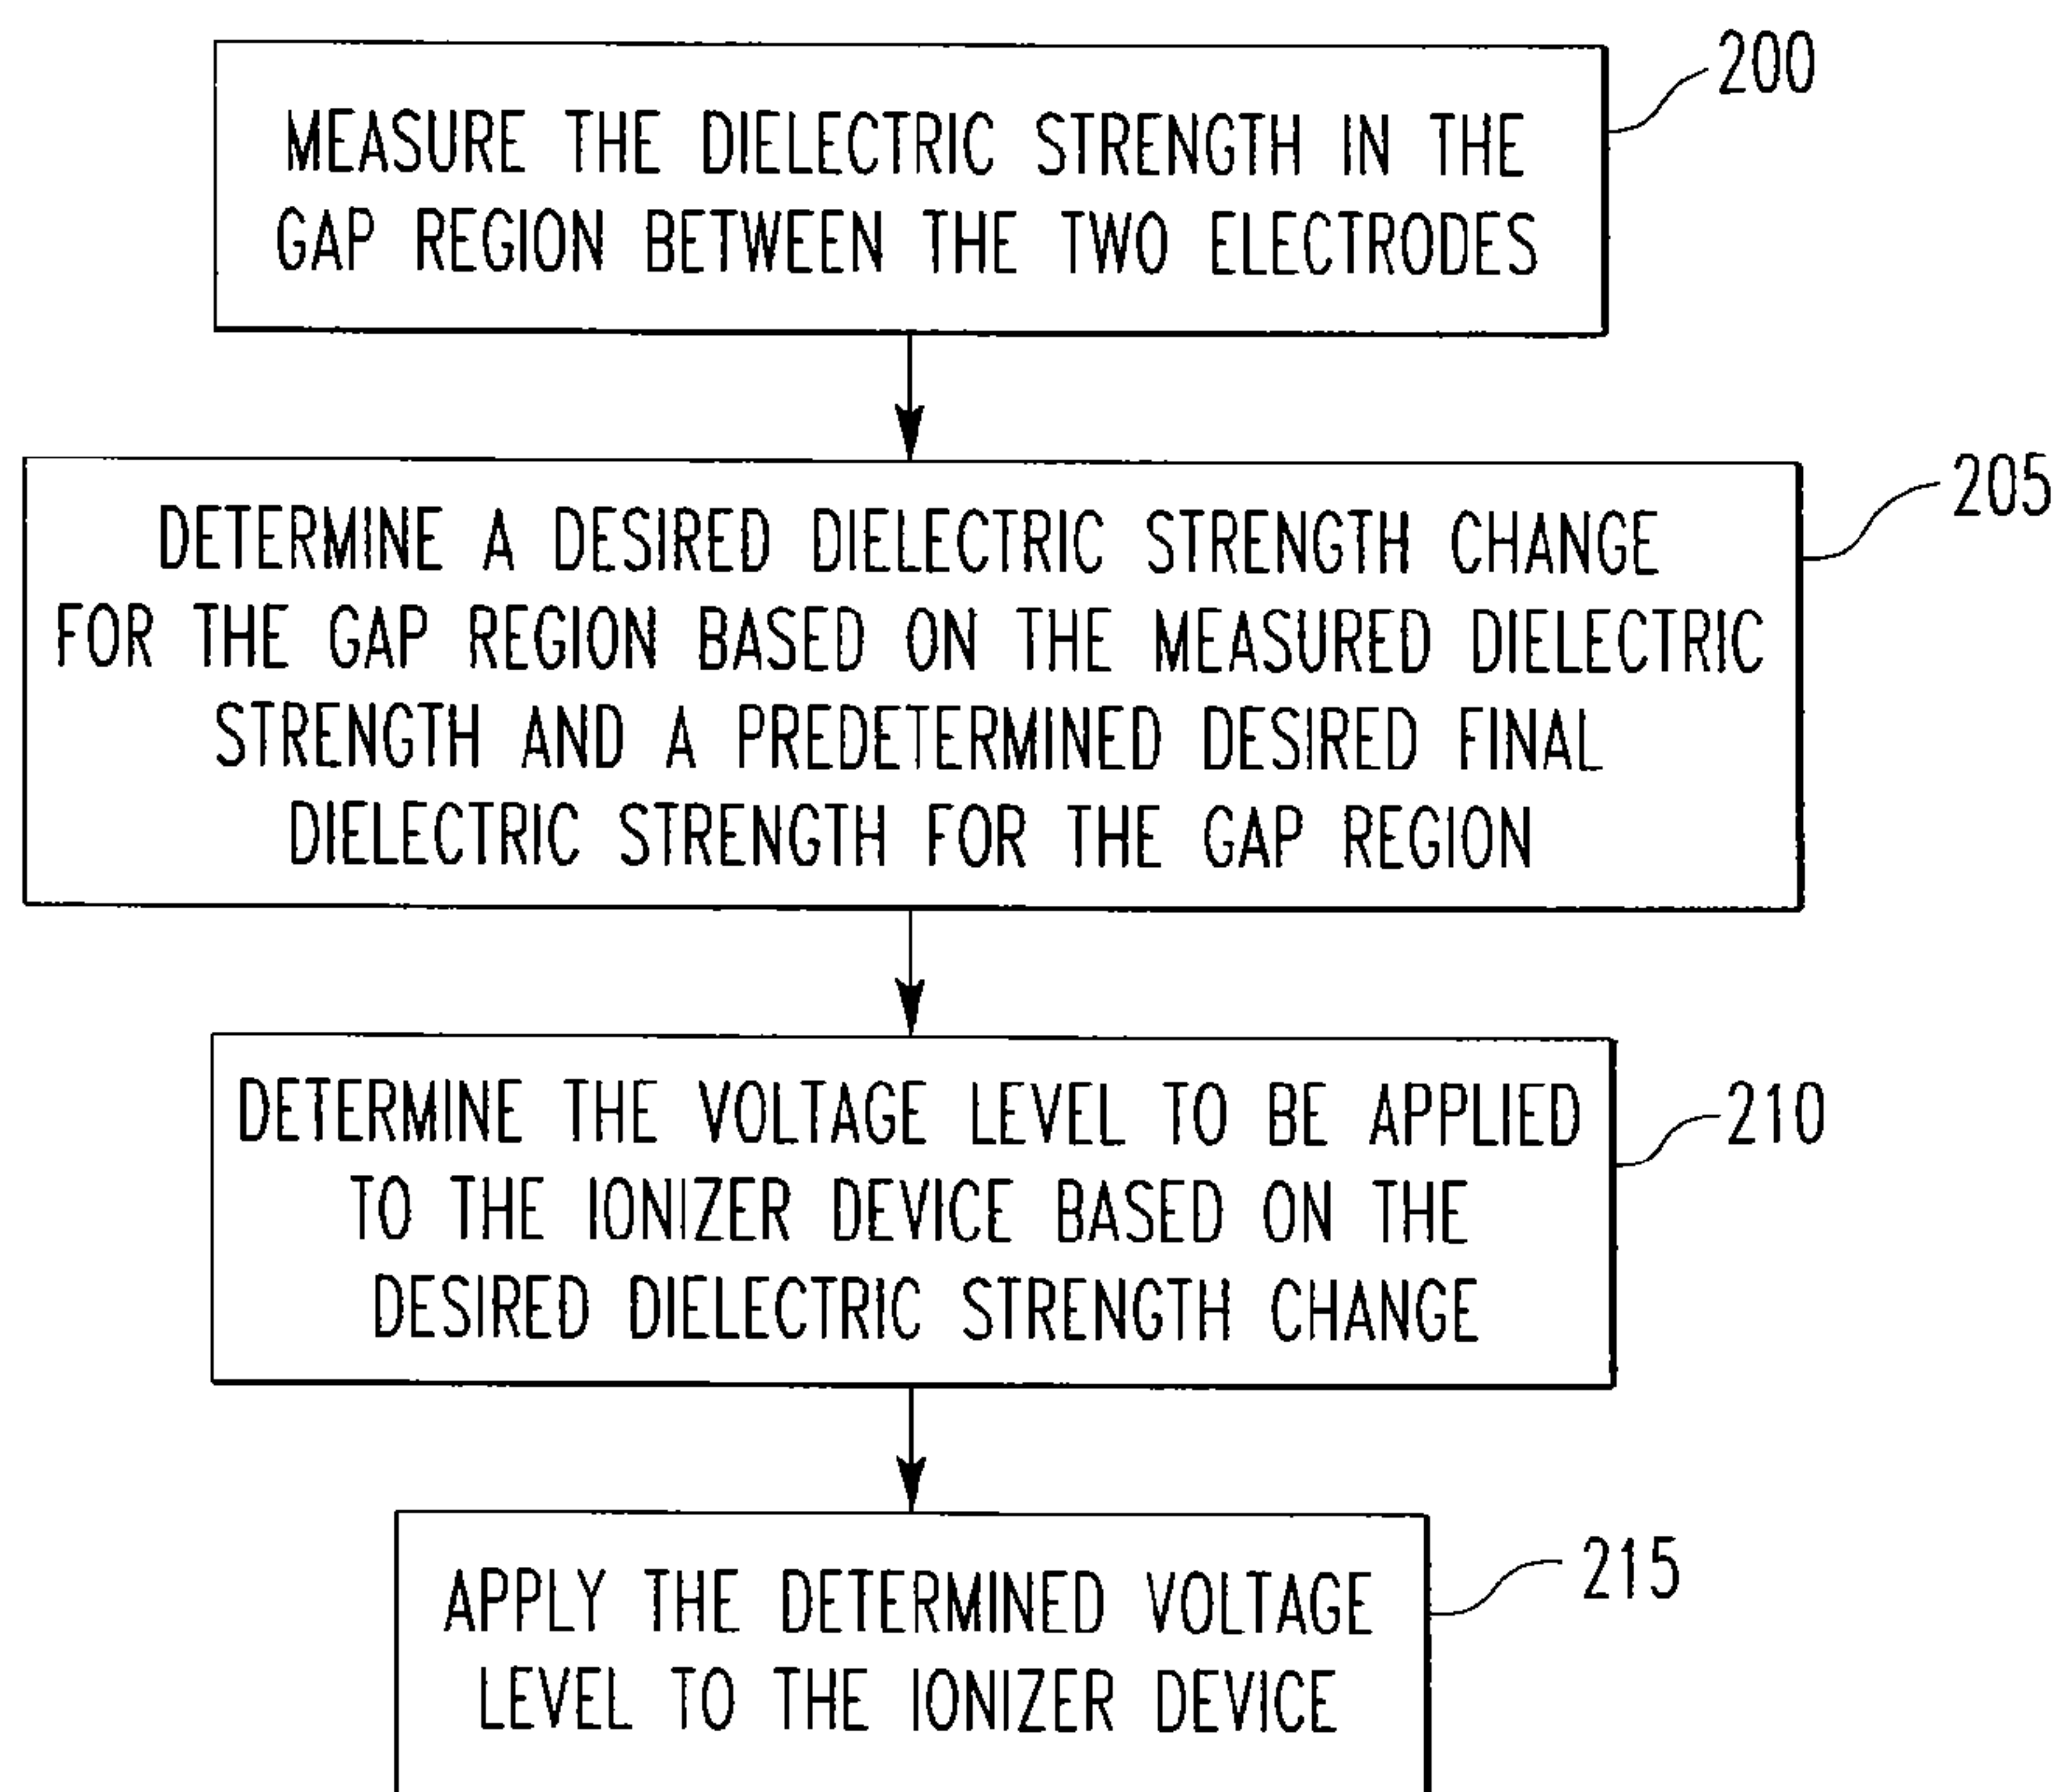 200
MEASURE THE DIELECTRIC STRENGTH IN THE
GAP REGION BETWEEN THE TWO ELECTRODES
205
DETERMINE A DESIRED DIELECTRIC STRENGTH CHANGE
FOR THE GAP REGION BASED ON THE MEASURED DIELECTRIC
STRENGTH AND A PREDETERMINED DESIRED FINAL
DIELECTRIC STRENGTH FOR THE GAP REGION
210
DETERMINE THE VOLTAGE LEVEL TO BE APPLIED
TO THE IONIZER DEVICE BASED ON THE
DESIRED DIELECTRIC STRENGTH CHANGE
215
APPLY THE DETERMINED VOLTAGE
LEVEL TO THE IONIZER DEVICE